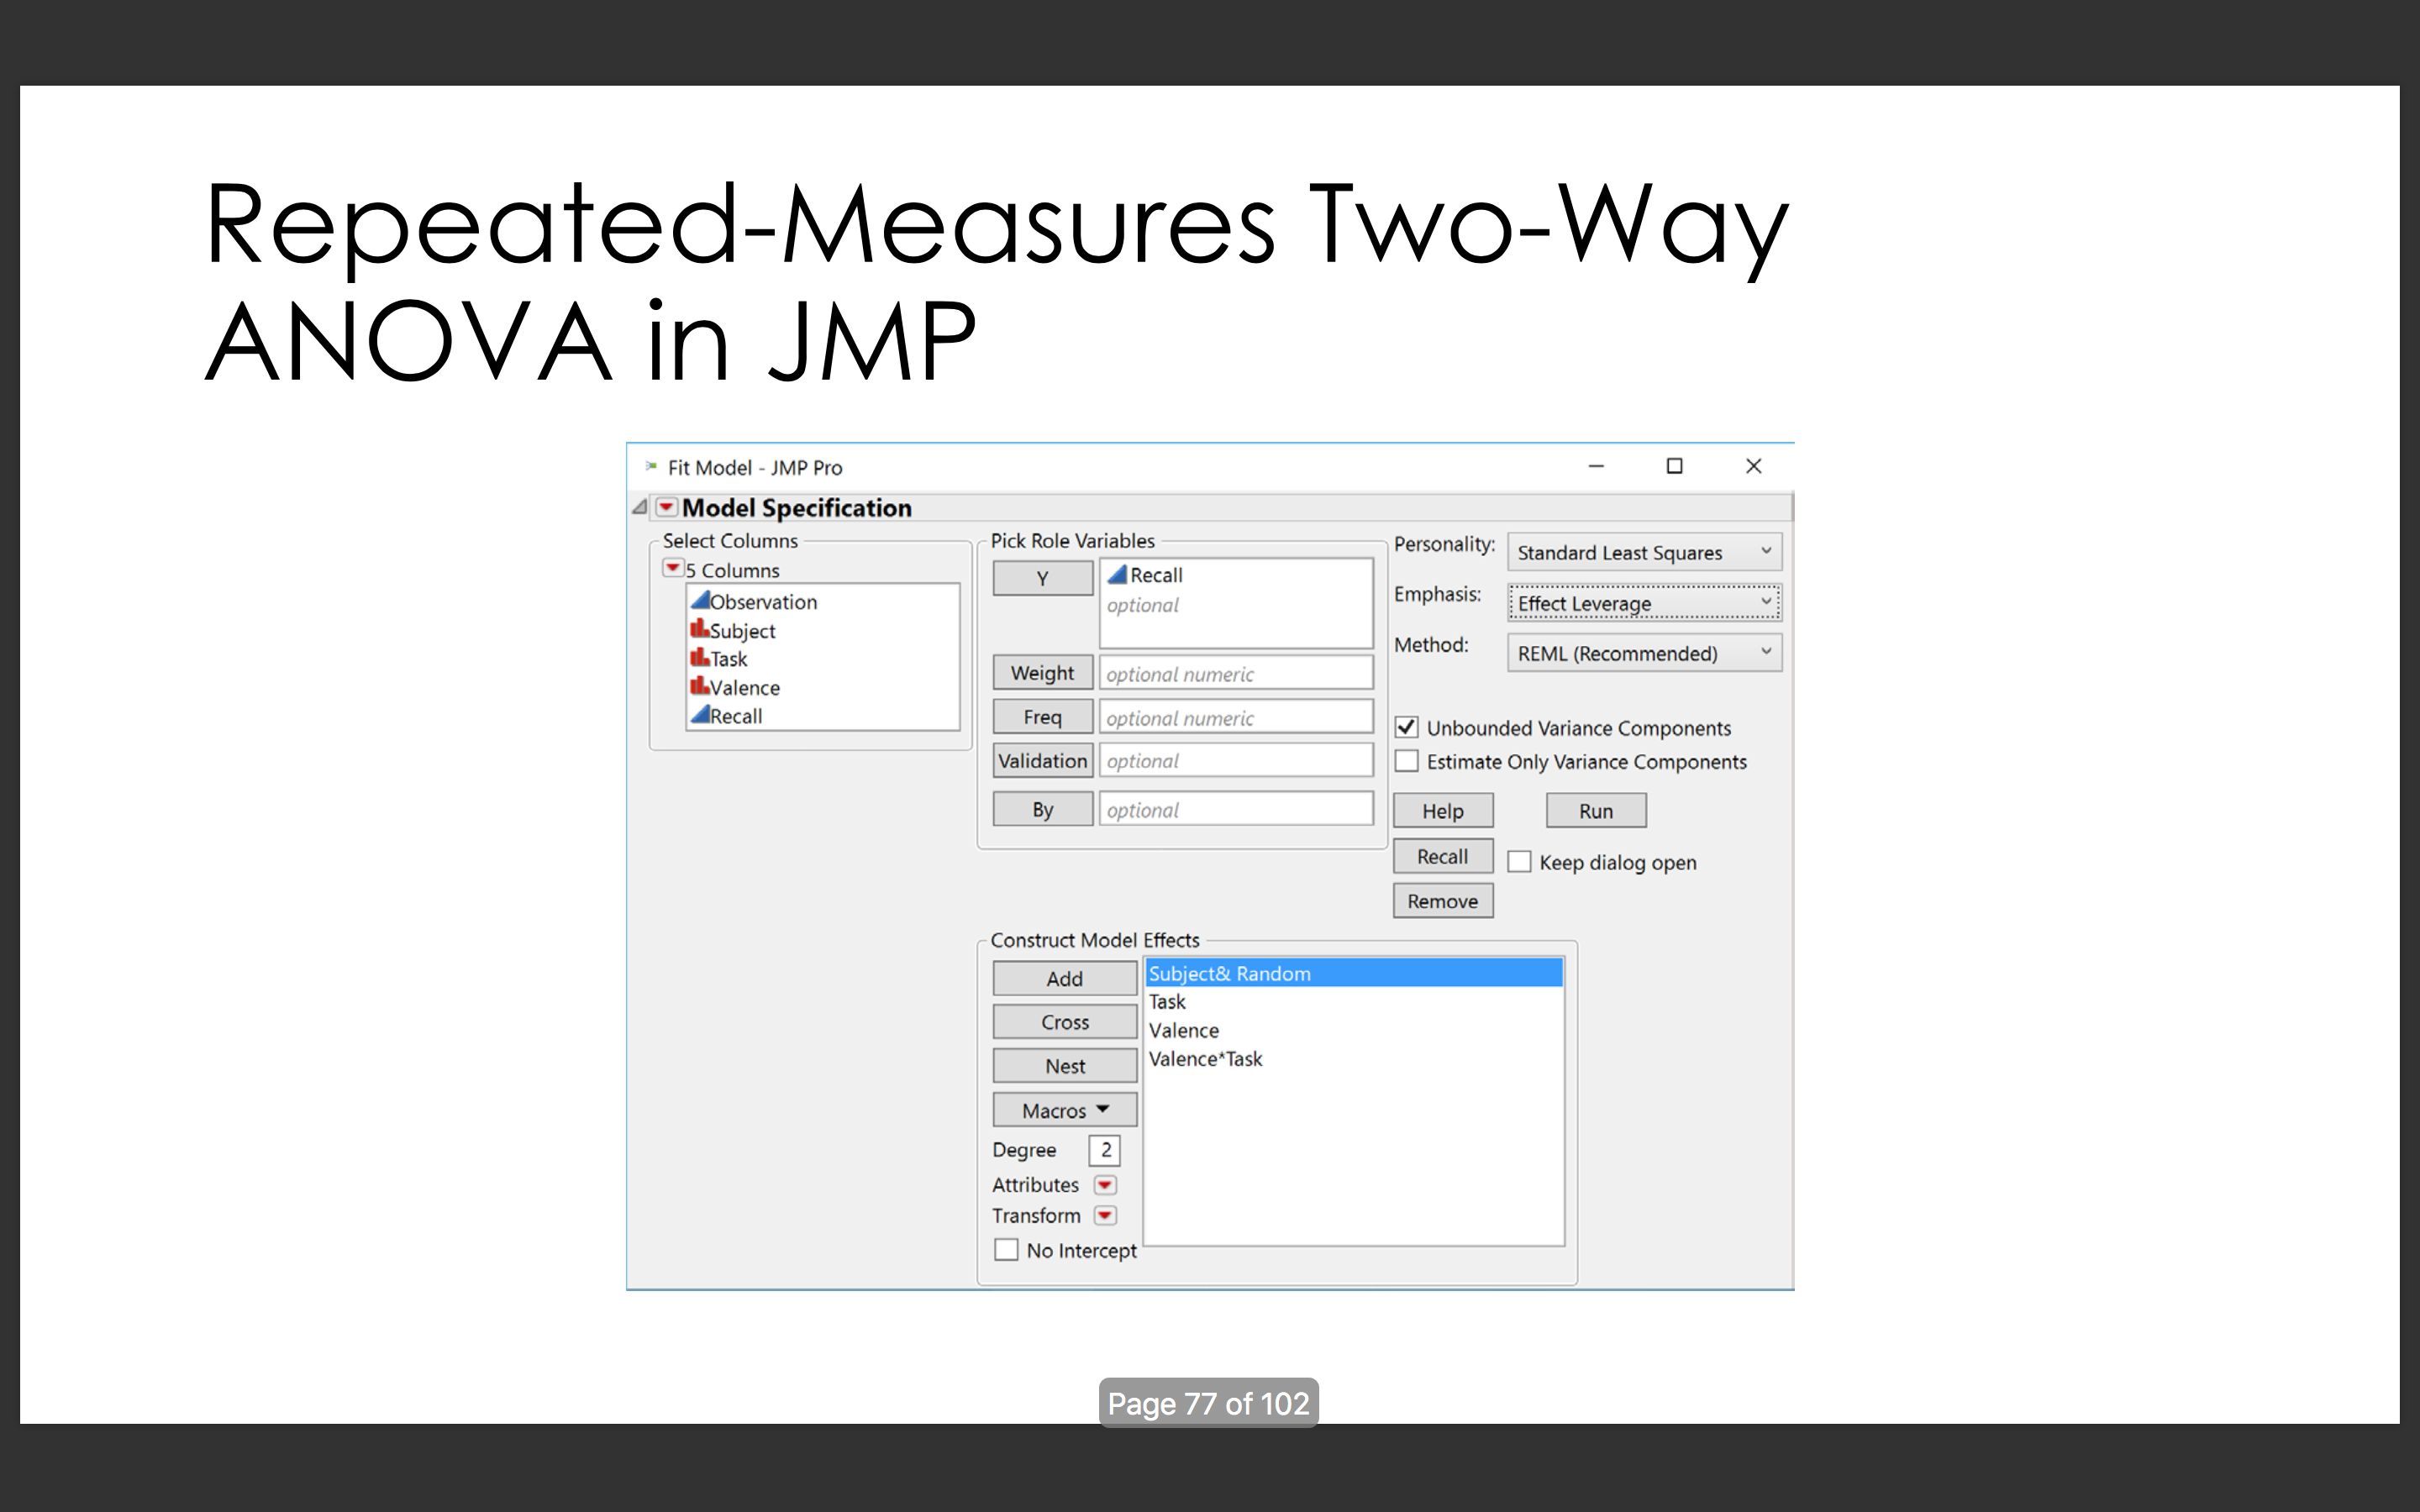 Repeated-Measures Two-Way
ANOVA in JMP
Fit Model - JMP Pro
Model Specification
Select Columns
5 Columns
Observation
Subject
Task
Valence
Recall
Pick Role Variables
Y
Recall
optional
Weight
optional numeric
Freq
optional numeric
Validation
optional
By
optional
Personality:
Standard Least Squares
Emphasis:
Effect Leverage
Method:
REML (Recommended)
Unbounded Variance Components
Estimate Only Variance Components
Help
Run
Recall
Keep dialog open
Remove
Construct Model Effects
Add
Cross
Nest
Macros
Degree 2
Attributes
Transform
No Intercept
Subject& Random
Task
Valence
Valence*Task
Page 77 of 102